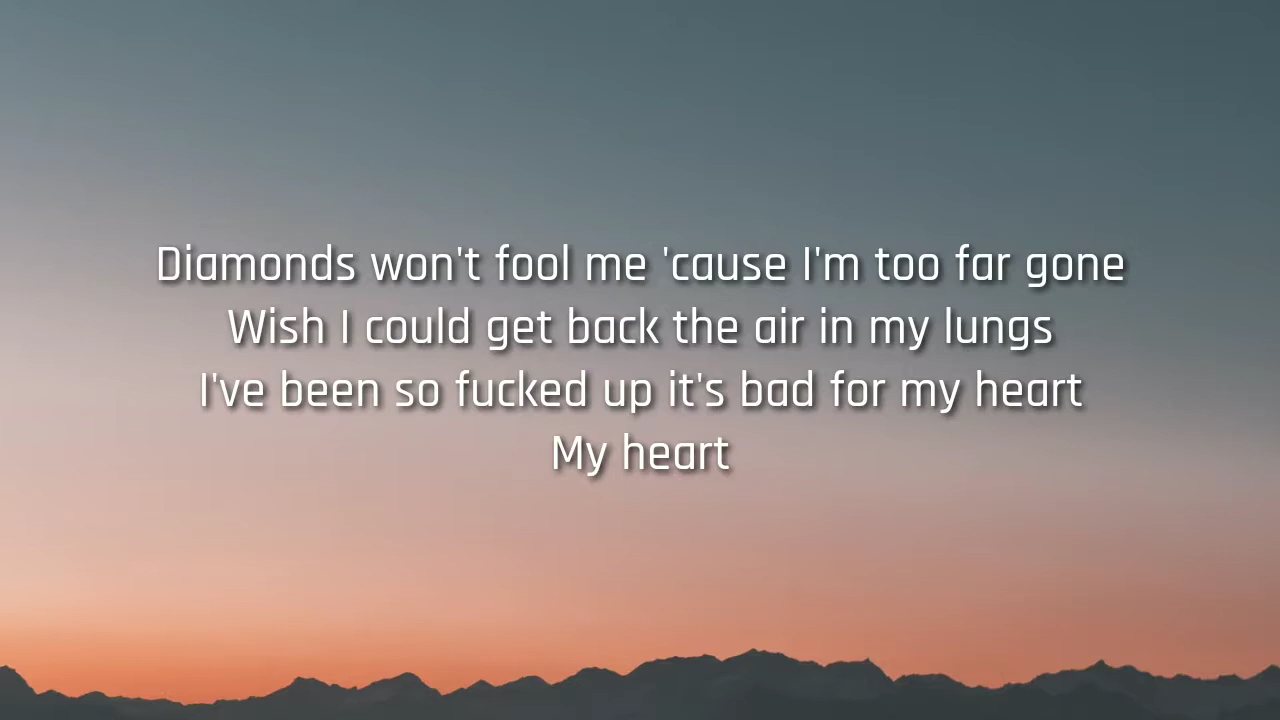 Diamonds won't fool me 'cause I'm too far gone
Wish I could get back the air in my lungs
I've been so fucked up it's bad for my heart
My heart